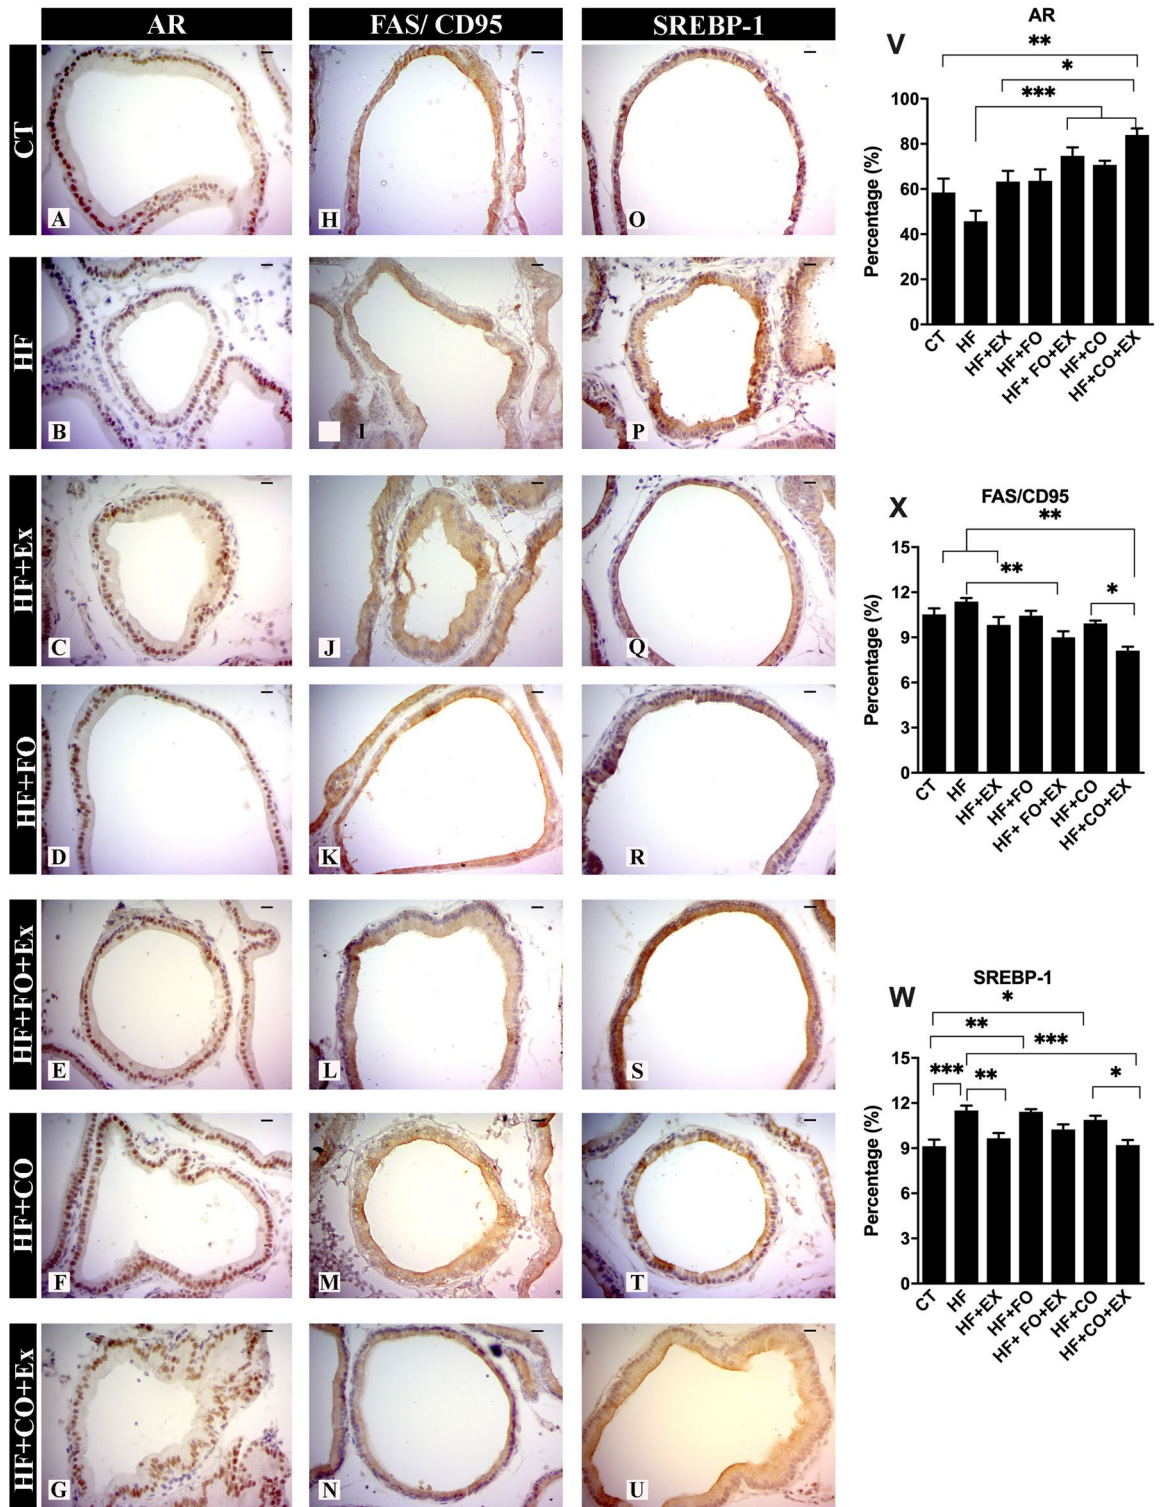 AR FAS/ CD95 SREBP-1
CT
A
H
O
HF
B
I
P
HF+Ex
C
J
Q
HF+FO
D
K
R
HF+FO+Ex
E
L
S
HF+CO
F
M
T
HF+CO+Ex
G
N
U
V
AR
**
*
***
Percentage (%)
100
80
60
40
20
0
CT
HF
HF+EX
HF+FO
HF+ FO+EX
HF+CO
HF+CO+EX
X
FAS/CD95
**
**
*
Percentage (%)
15
12
9
6
3
0
CT
HF
HF+EX
HF+FO
HF+ FO+EX
HF+CO
HF+CO+EX
W
SREBP-1
*
**
***
***
**
*
Percentage (%)
15
12
9
6
3
0
CT
HF
HF+EX
HF+FO
HF+ FO+EX
HF+CO
HF+CO+EX